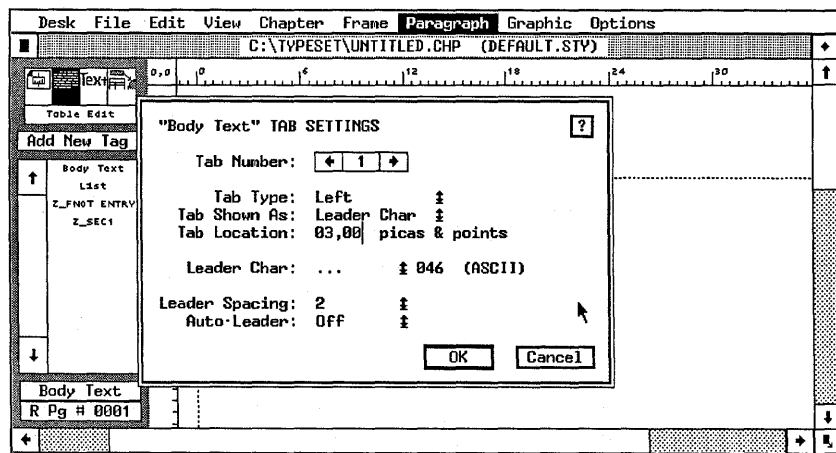 Desk File Edit View Chapter Frame Paragraph Graphic Options
C:\TYPESET\UNTITLED.CHP (DEFAULT.STY)
0,0 0 6 12 18 24 30
Text
Table Edit
Add New Tag
Body Text
List
Z_FNOT ENTRY
Z_SEC1
Body Text
R Pg # 0001
"Body Text" TAB SETTINGS ?
Tab Number: 1
Tab Type: Left
Tab Shown As: Leader Char
Tab Location: 03,00 picas & points
Leader Char: ... 046 (ASCII)
Leader Spacing: 2
Auto-Leader: Off
OK Cancel